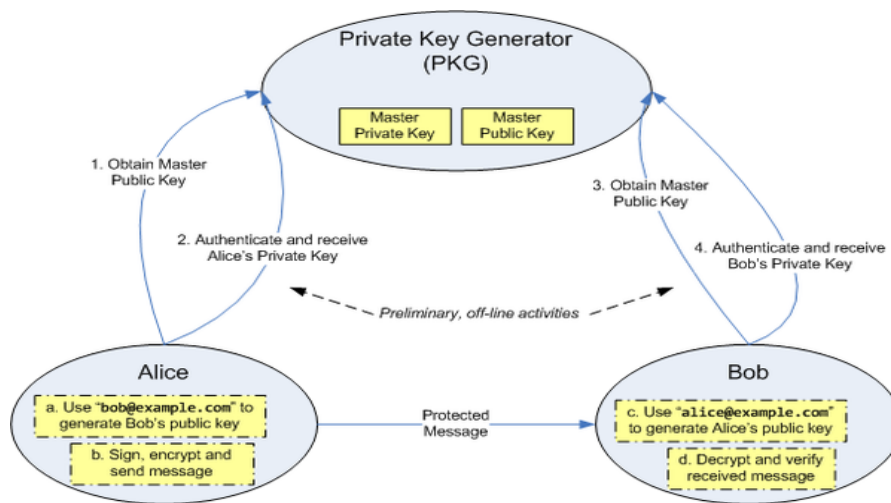 Private Key Generator
(PKG)
Master
Private Key
Master
Public Key
1. Obtain Master
Public Key
2. Authenticate and receive
Alice's Private Key
3. Obtain Master
Public Key
4. Authenticate and receive
Bob's Private Key
Preliminary, off-line activities
Alice
a. Use "bob@example.com" to
generate Bob's public key
b. Sign, encrypt and
send message
Protected
Message
Bob
c. Use "alice@example.com"
to generate Alice's public key
d. Decrypt and verify
received message